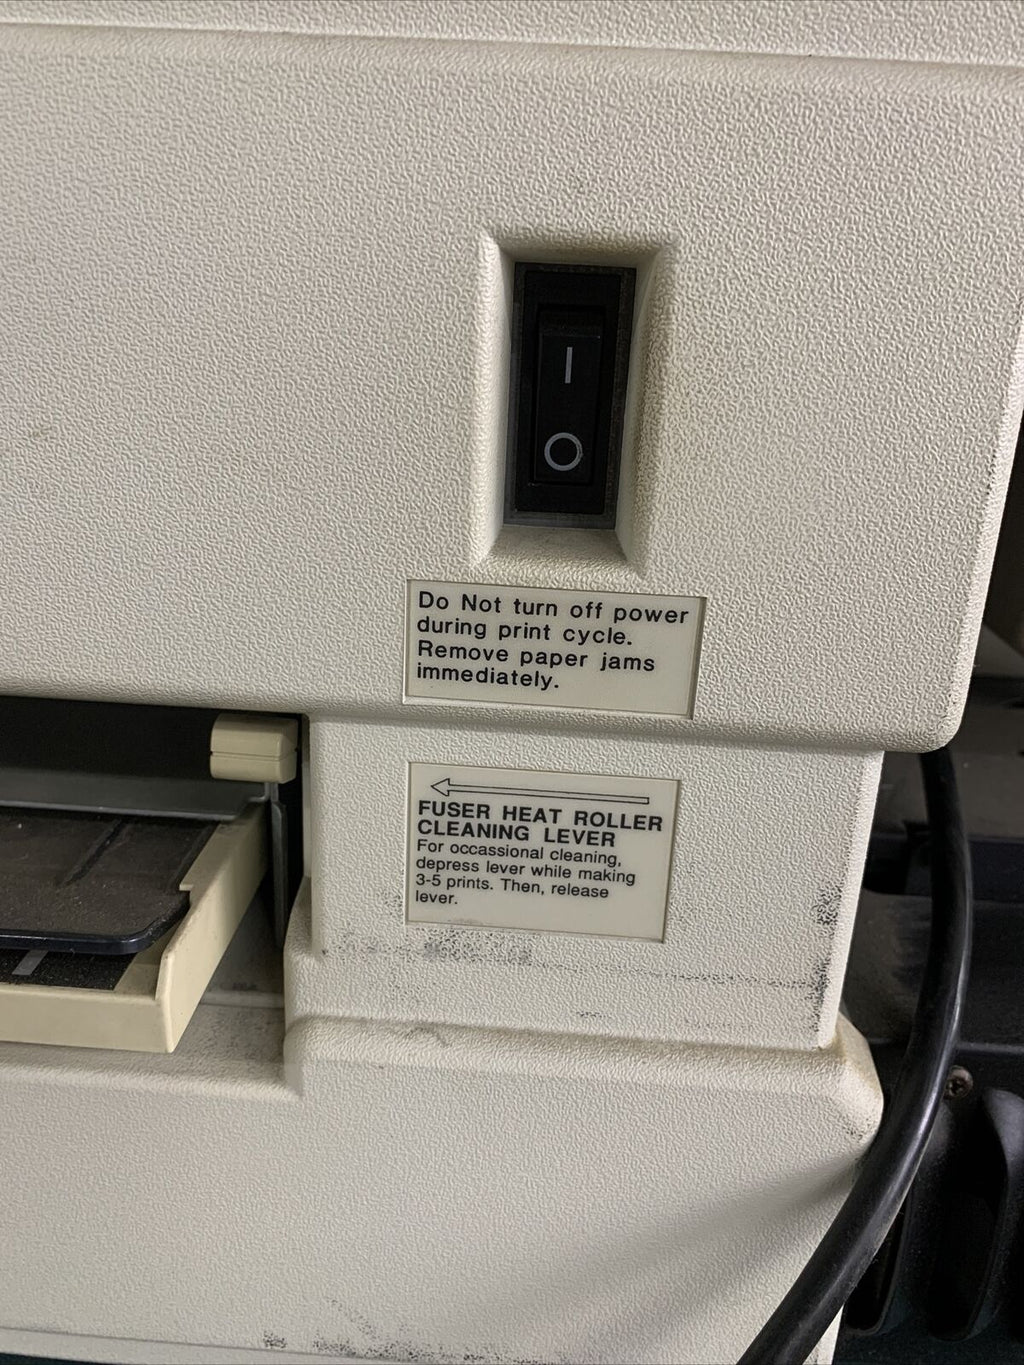 Do Not turn off power
during print cycle.
Remove paper jams
immediately.
FUSER HEAT ROLLER
CLEANING LEVER
For occassional cleaning,
depress lever while making
3-5 prints. Then, release
lever.